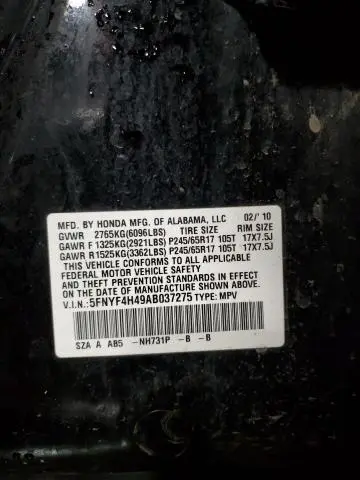 MFD. BY HONDA MFG. OF ALABAMA, LLC 02/'10
GVWR 2765KG(6096LBS) TIRE SIZE RIM SIZE
GAWR F 1325KG(2921LBS) P245/65R17 105T 17X7.5J
GAWR R1525KG(3362LBS) P245/65R17 105T 17X7.5J
THIS VEHICLE CONFORMS TO ALL APPLICABLE
FEDERAL MOTOR VEHICLE SAFETY AND THEFT
PREVENTION STANDARDS IN EFFECT ON THE DATE
OF MANUFACTURE SHOWN ABOVE.
V.I.N.:5FNYF4H49AB037275 TYPE: MPV
SZA A AB5 -NH731P -B -B